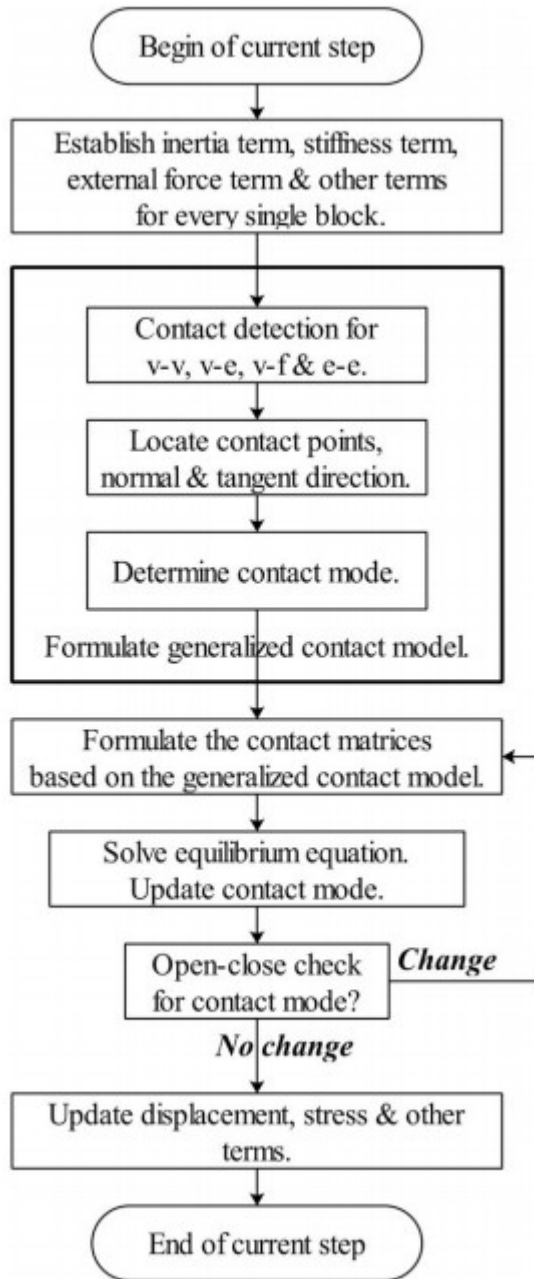 Begin of current step
Establish inertia term, stiffness term,
external force term & other terms
for every single block.
Contact detection for
v-v, v-e, v-f & e-e.
Locate contact points,
normal & tangent direction.
Determine contact mode.
Formulate generalized contact model.
Formulate the contact matrices
based on the generalized contact model.
Solve equilibrium equation.
Update contact mode.
Open-close check
for contact mode?
Change
No change
Update displacement, stress & other
terms.
End of current step